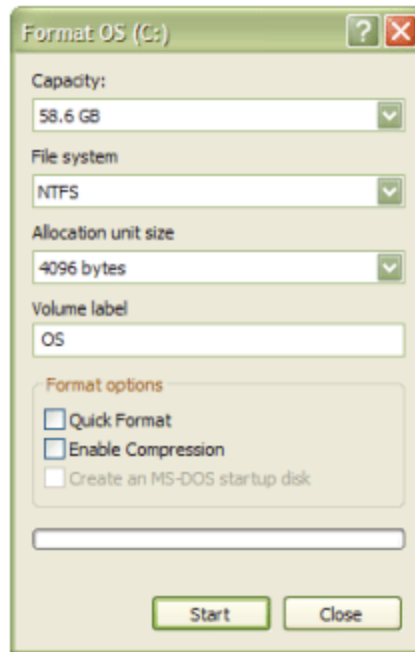 Format OS (C:)
?
Capacity:
58.6 GB
File system
NTFS
Allocation unit size
4096 bytes
Volume label
OS
Format options
Quick Format
Enable Compression
Create an MS-DOS startup disk
Start Close